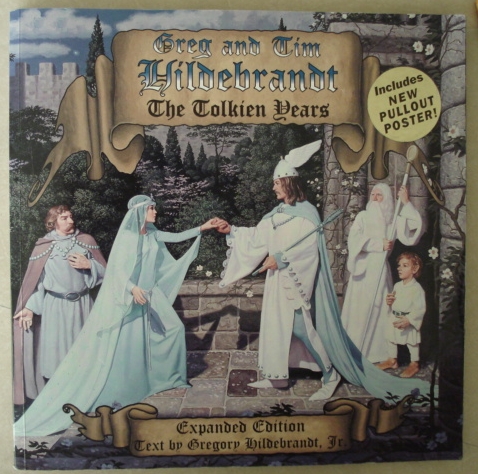 Greg and Tim
Hildebrandt
The Tolkien Years
Includes
NEW
PULLOUT
POSTER!
Expanded Edition
Text by Gregory Hildebrandt, Jr.